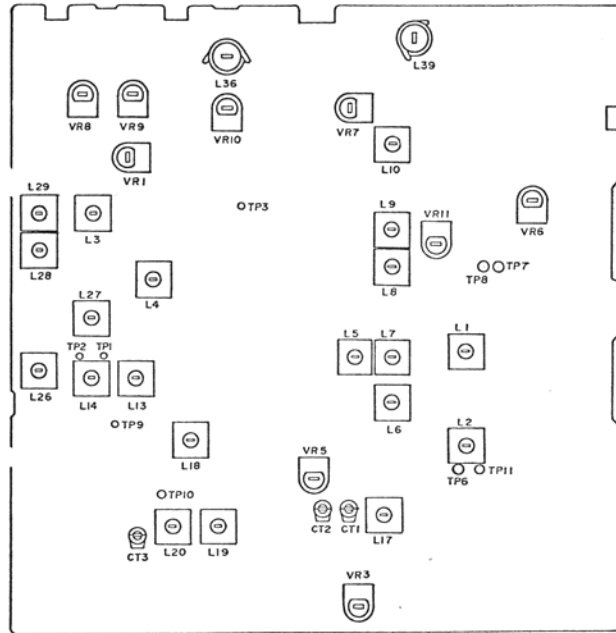 L39
L36
VR8
VR9
VR10
VR7
L10
VR1
L29
L3
TP3
L9
VR11
VR6
L28
L4
L8
TP8
TP7
L27
TP2
TP1
L5
L7
L1
L26
L14
L13
L6
TP9
L18
L2
VR5
TP6
TP11
TP10
CT3
L20
L19
CT2
CT1
L17
VR3